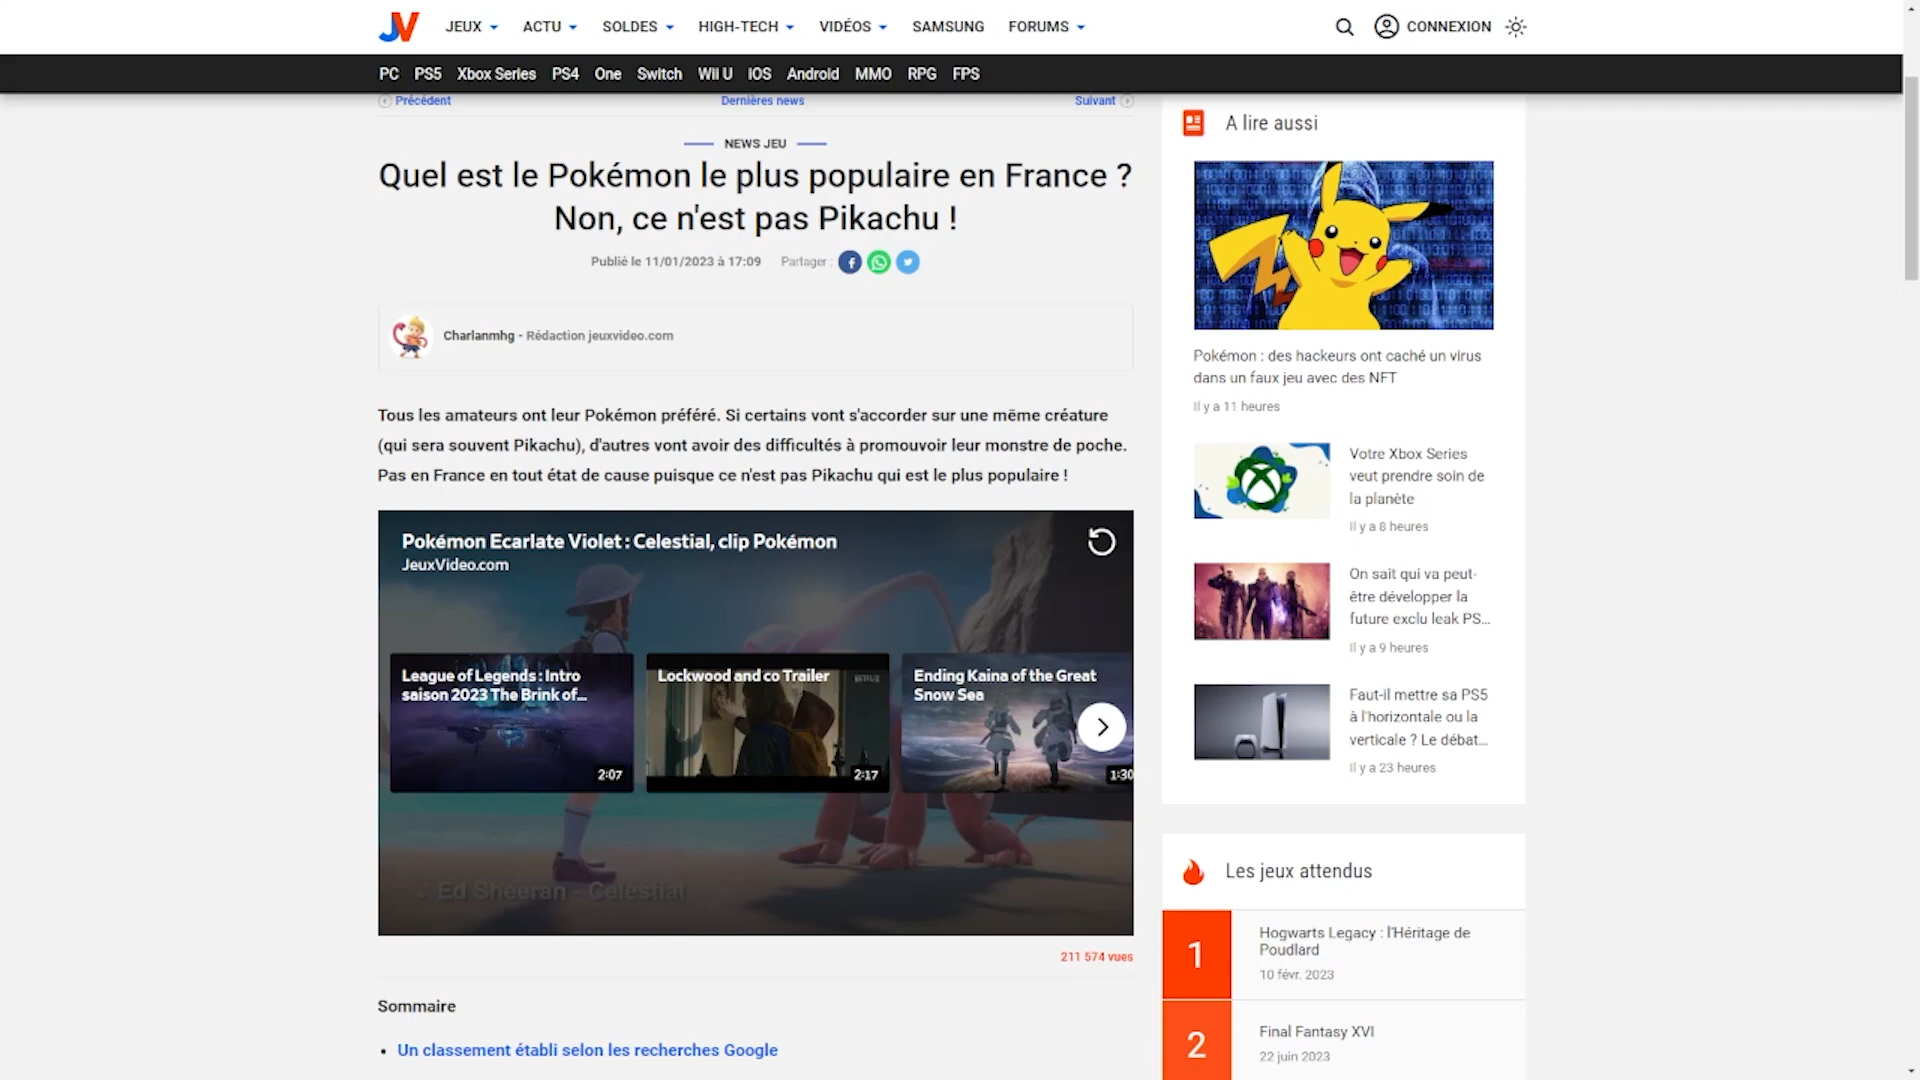 JV JEUX ACTU SOLDES HIGH-TECH VIDÉOS SAMSUNG FORUMS CONNEXION
PC PS5 Xbox Series PS4 One Switch Wii U iOS Android MMO RPG FPS
Précédent Dernières news Suivant
NEWS JEU
Quel est le Pokémon le plus populaire en France ?
Non, ce n'est pas Pikachu !
Publié le 11/01/2023 à 17:09 Partager :
Charlanmhg - Rédaction jeuxvideo.com
Tous les amateurs ont leur Pokémon préféré. Si certains vont s'accorder sur une même créature
(qui sera souvent Pikachu), d'autres vont avoir des difficultés à promouvoir leur monstre de poche.
Pas en France en tout état de cause puisque ce n'est pas Pikachu qui est le plus populaire !
Pokémon Ecarlate Violet : Celestial, clip Pokémon
JeuxVideo.com
League of Legends : Intro
saison 2023 The Brink of...
2:07
Lockwood and co Trailer
NETFLIX
2:17
Ending Kaina of the Great
Snow Sea
1:30
♪ Ed Sheeran - Celestial
211 574 vues
Sommaire
• Un classement établi selon les recherches Google
A lire aussi
Pokémon : des hackeurs ont caché un virus
dans un faux jeu avec des NFT
Il y a 11 heures
Votre Xbox Series
veut prendre soin de
la planète
Il y a 8 heures
On sait qui va peut-
être développer la
future exclu leak PS...
Il y a 9 heures
Faut-il mettre sa PS5
à l'horizontale ou la
verticale ? Le débat...
Il y a 23 heures
Les jeux attendus
1
Hogwarts Legacy : l'Héritage de
Poudlard
10 févr. 2023
2
Final Fantasy XVI
22 juin 2023